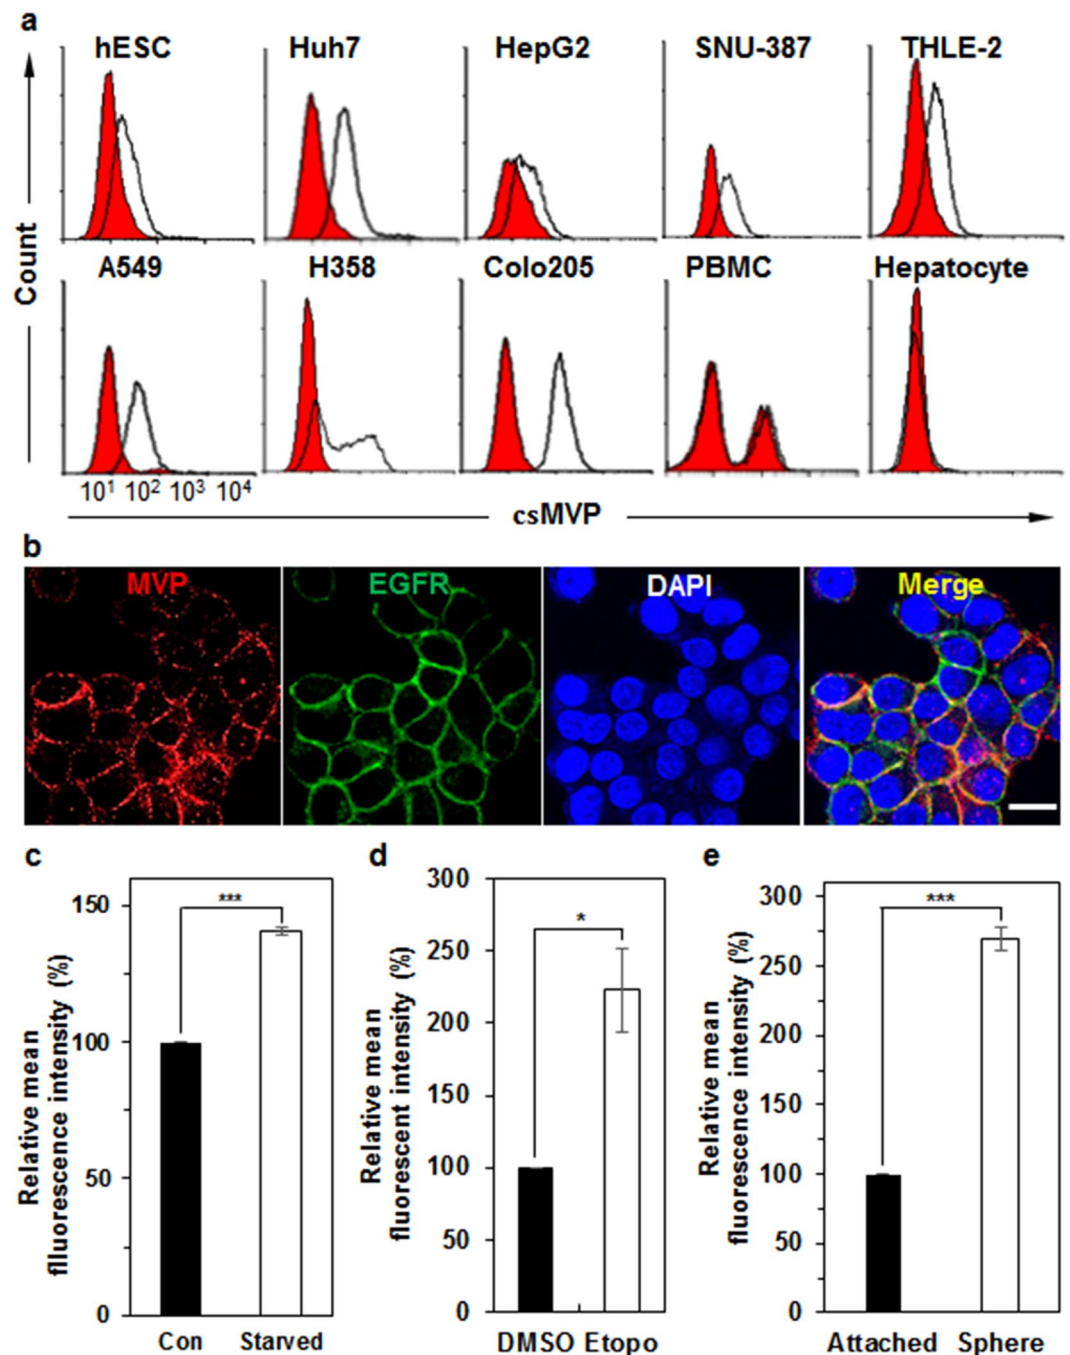 a
hESC Huh7 HepG2 SNU-387 THLE-2
Count
A549 H358 Colo205 PBMC Hepatocyte
10¹ 10² 10³ 10⁴
csMVP
b
MVP EGFR DAPI Merge
c
Relative mean
flluorescence intensity (%)
150
100
50
0
***
Con Starved
d
Relative mean
fluorescent intensity (%)
300
250
200
150
100
50
0
*
DMSO Etopo
e
Relative mean
fluorescence intensity (%)
300
250
200
150
100
50
0
***
Attached Sphere